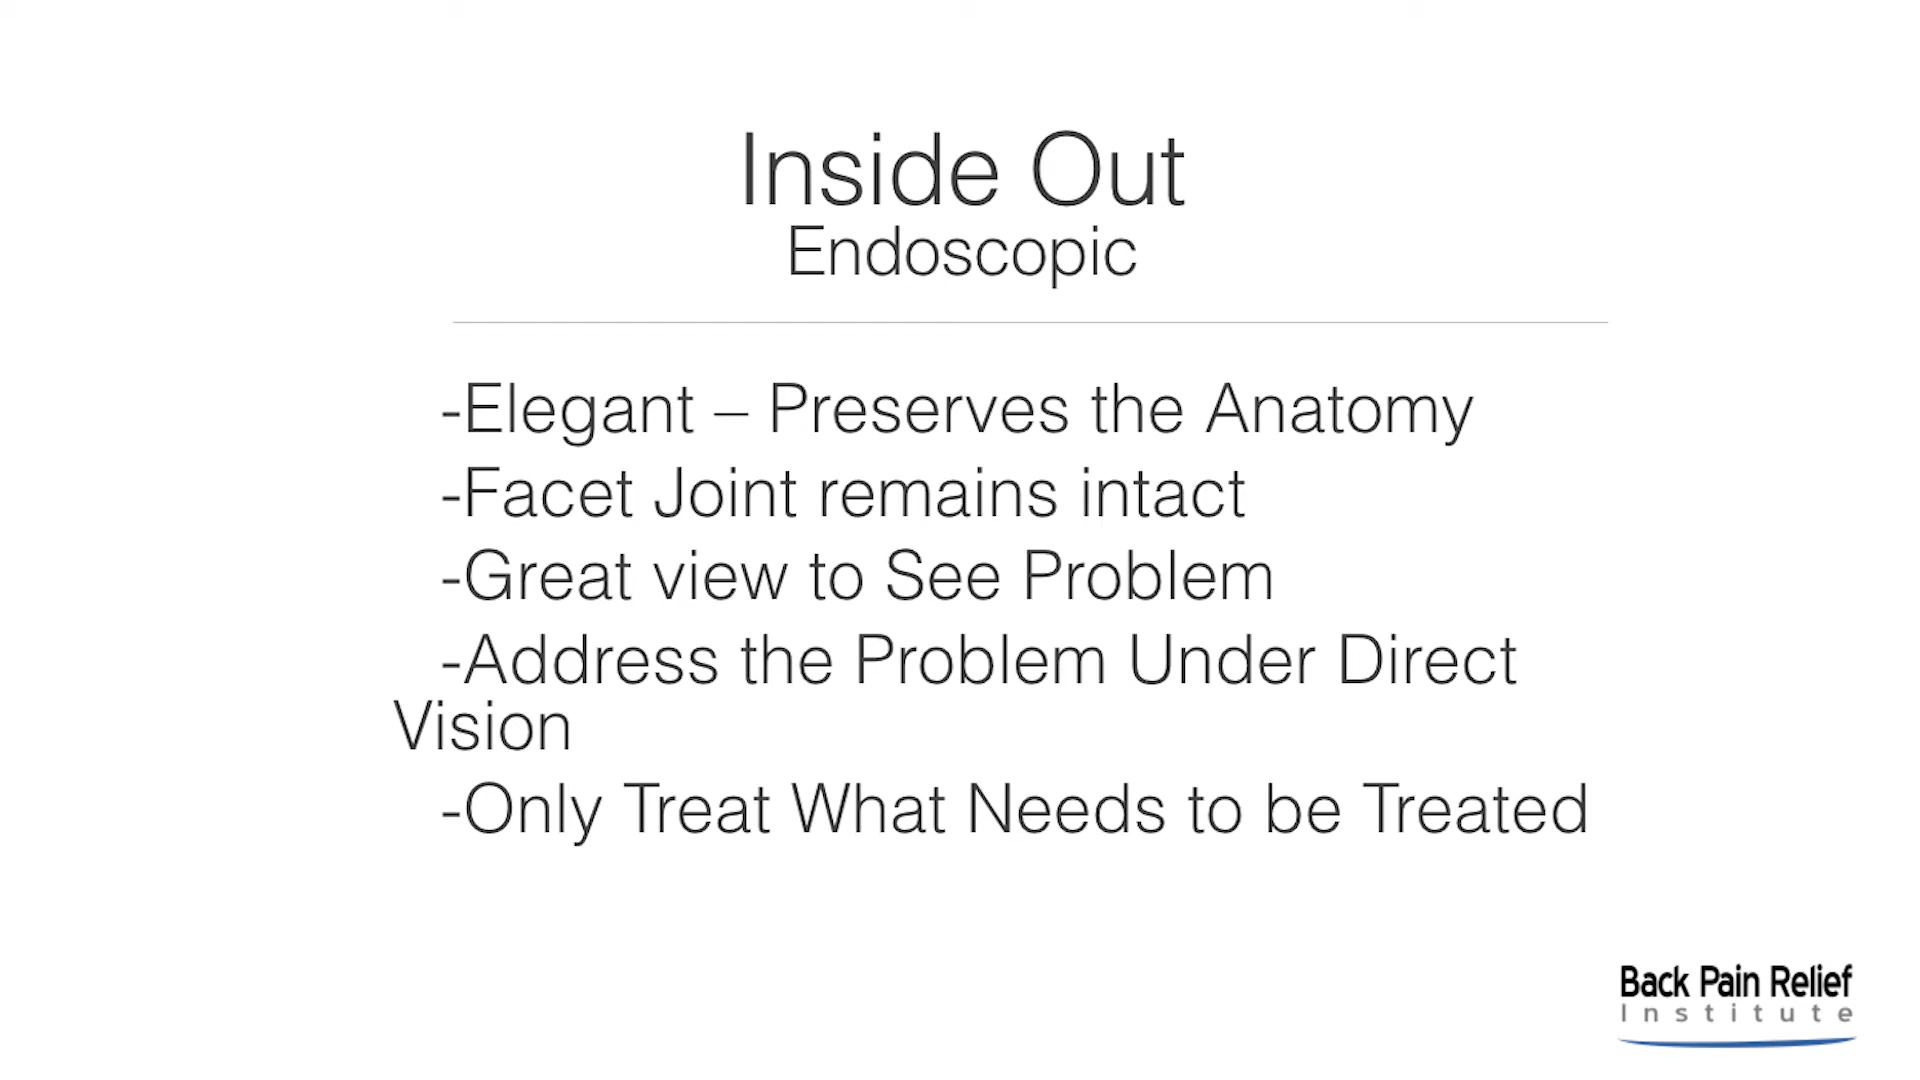 Inside Out
Endoscopic
-Elegant – Preserves the Anatomy
-Facet Joint remains intact
-Great view to See Problem
-Address the Problem Under Direct
Vision
-Only Treat What Needs to be Treated
Back Pain Relief
Institute